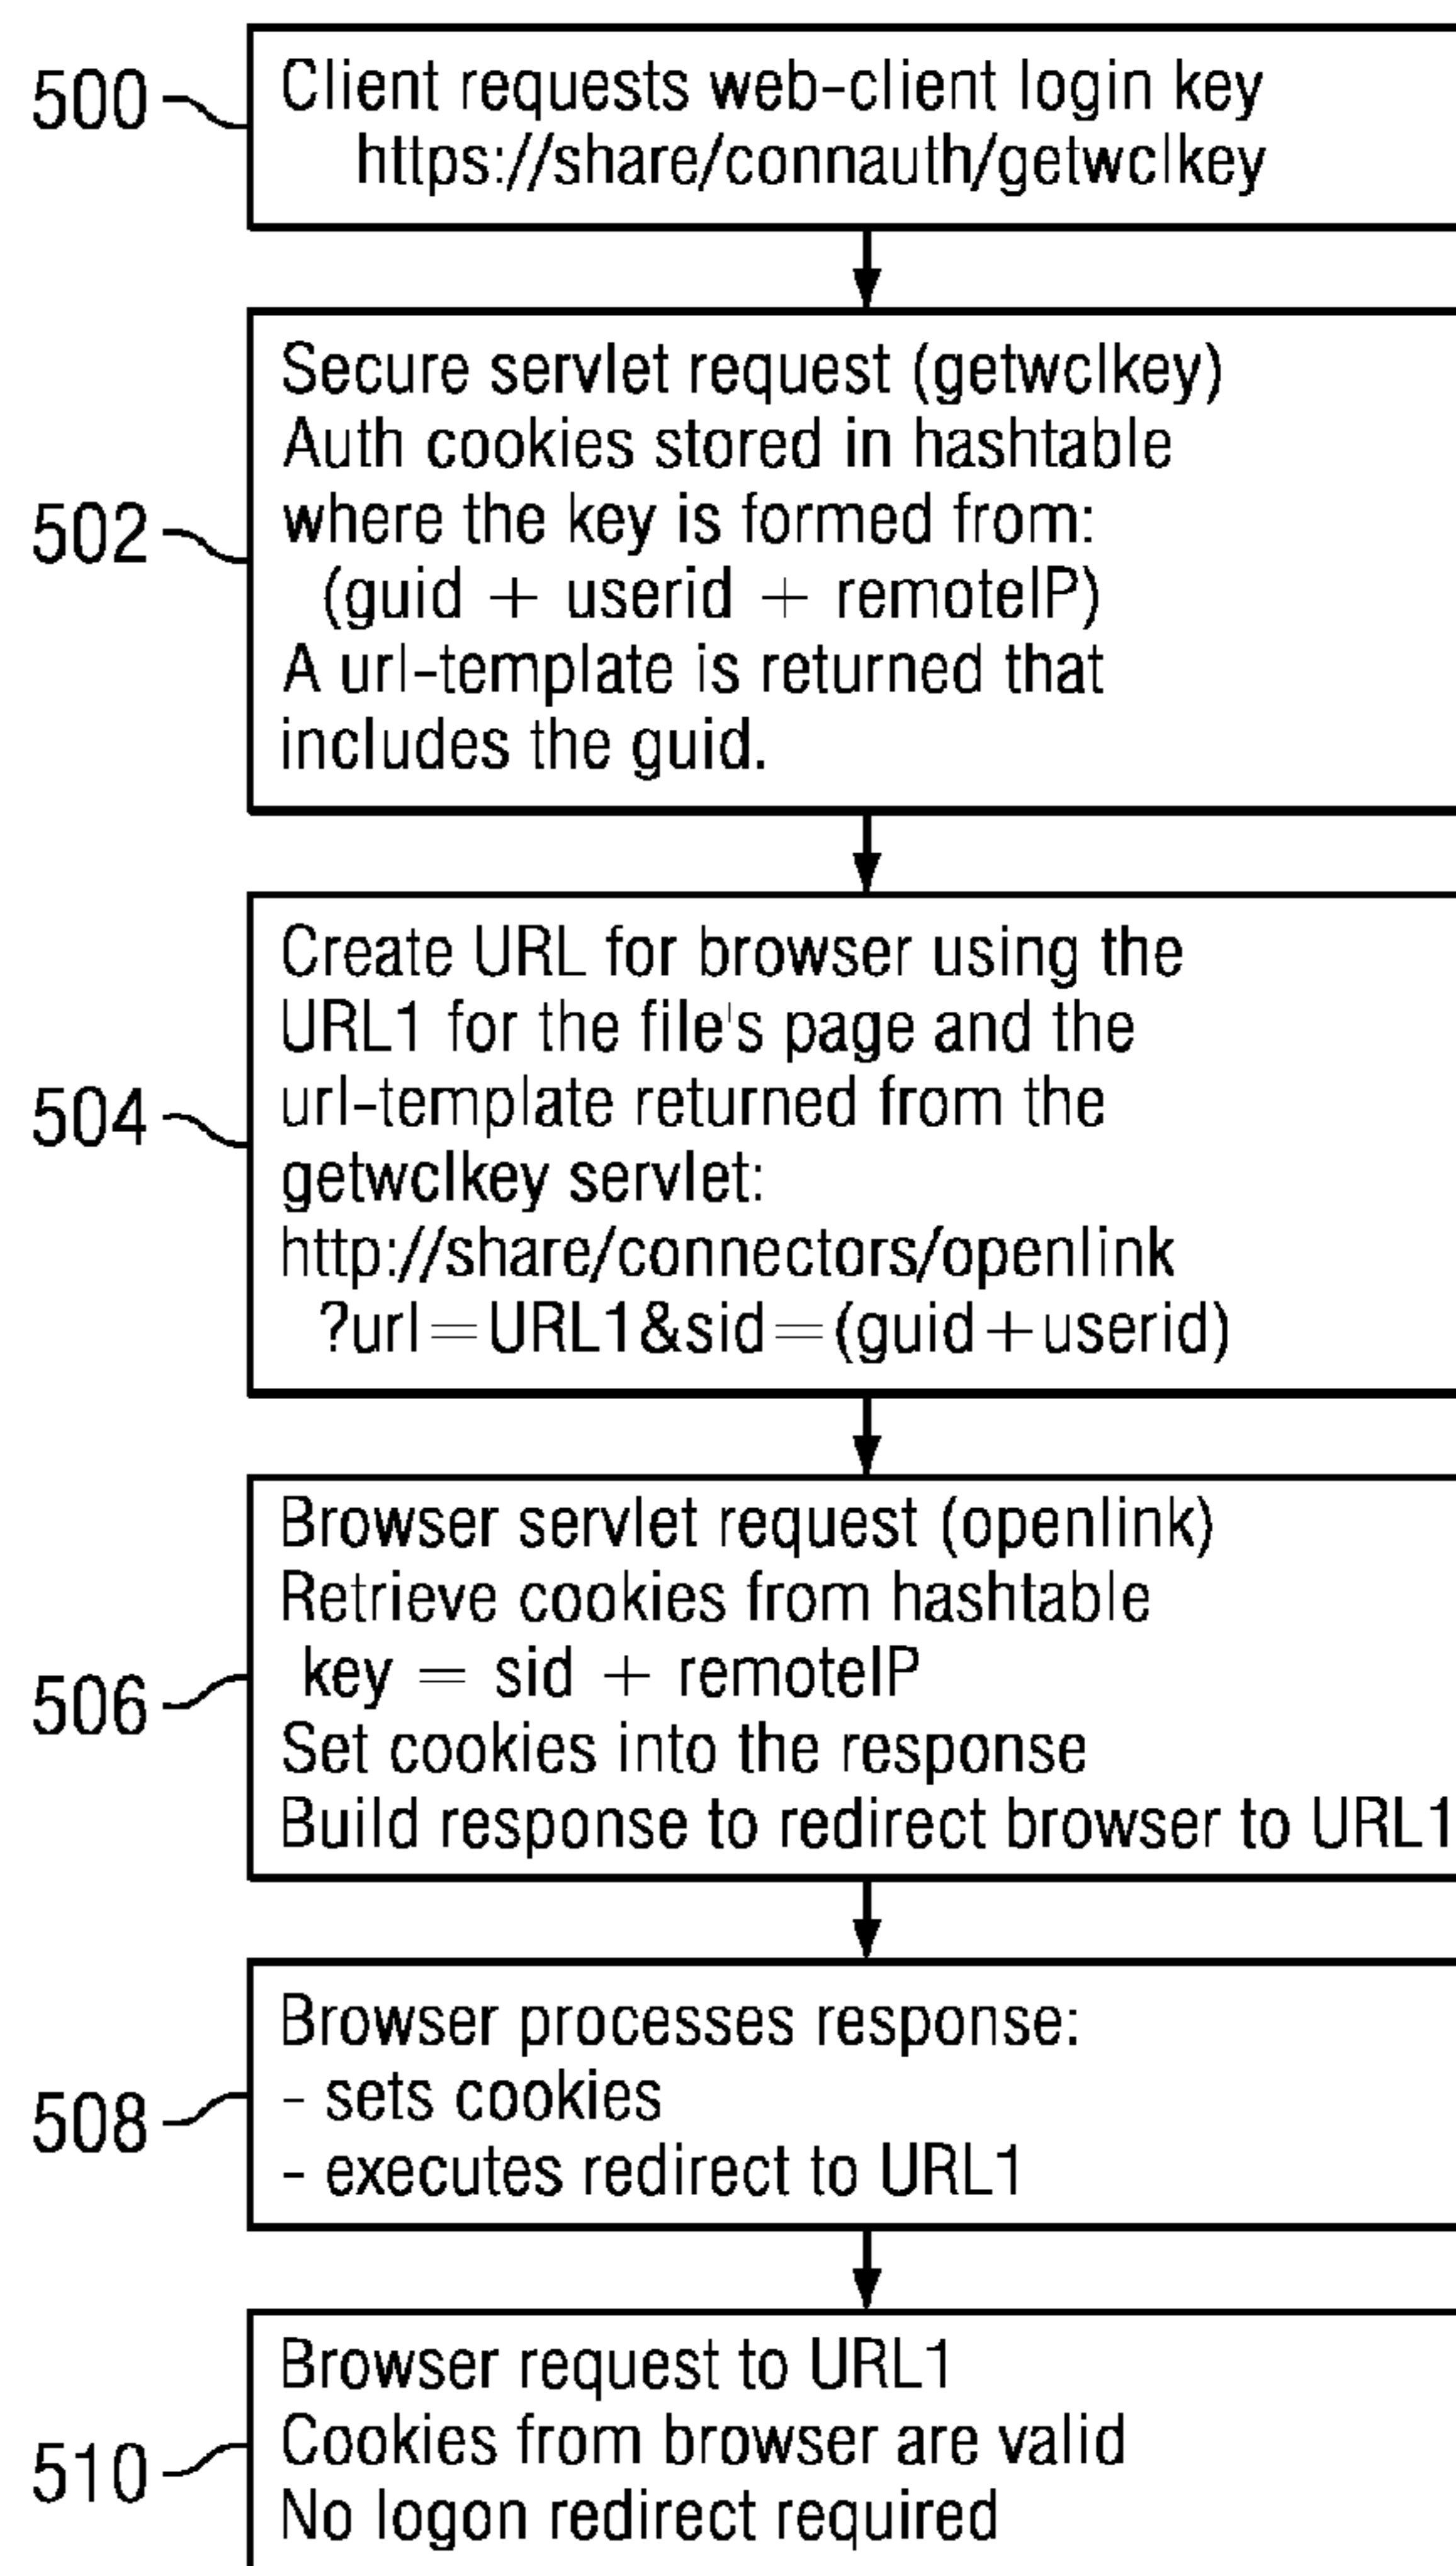 500
Client requests web-client login key
https://share/connauth/getwclkey
502
Secure servlet request (getwclkey)
Auth cookies stored in hashtable
where the key is formed from:
(guid + userid + remoteIP)
A url-template is returned that
includes the guid.
504
Create URL for browser using the
URL1 for the file's page and the
url-template returned from the
getwclkey servlet:
http://share/connectors/openlink
?url=URL1&sid=(guid+userid)
506
Browser servlet request (openlink)
Retrieve cookies from hashtable
key = sid + remoteIP
Set cookies into the response
Build response to redirect browser to URL1
508
Browser processes response:
- sets cookies
- executes redirect to URL1
510
Browser request to URL1
Cookies from browser are valid
No logon redirect required